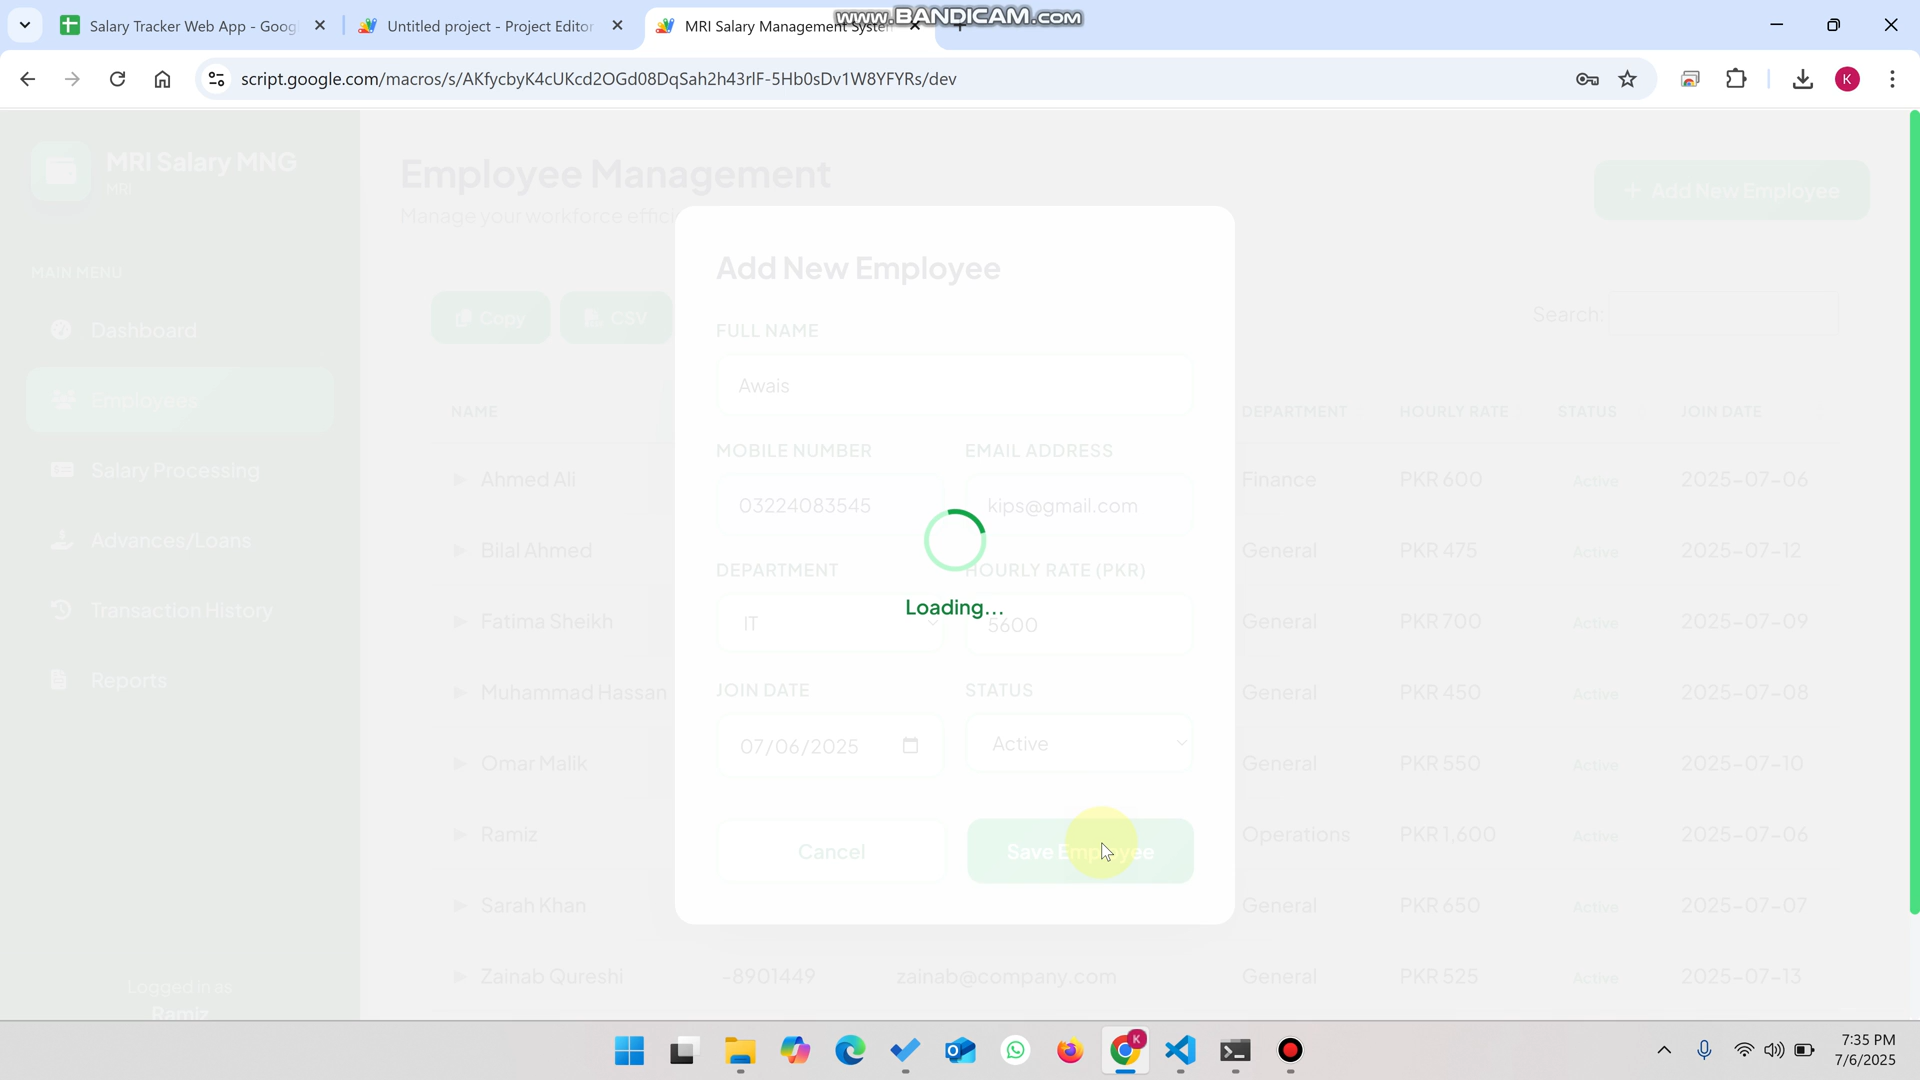 www.BANDICAM.com
Salary Tracker Web App - Goog
Untitled project - Project Editor
MRI Salary Management System
script.google.com/macros/s/AKfycbyK4cUKcd2OGd08DqSah2h43rlF-5Hb0sDv1W8YFYRs/dev
K
MRI Salary MNG
MRI
MAIN MENU
Dashboard
Employees
Salary Processing
Advances/Loans
Transaction History
Reports
Logged in as
Ramiz
Employee Management
Manage your workforce effici
+ Add New Employee
Copy
CSV
Search:
NAME
DEPARTMENT
HOURLY RATE
STATUS
JOIN DATE
Ahmed Ali Finance PKR 600 Active 2025-07-06
Bilal Ahmed General PKR 475 Active 2025-07-12
Fatima Sheikh General PKR 700 Active 2025-07-09
Muhammad Hassan General PKR 450 Active 2025-07-08
Omar Malik General PKR 550 Active 2025-07-10
Ramiz Operations PKR 1,600 Active 2025-07-06
Sarah Khan General PKR 650 Active 2025-07-07
Zainab Qureshi -8901449 zainab@company.com General PKR 525 Active 2025-07-13
Add New Employee
FULL NAME
Awais
MOBILE NUMBER
EMAIL ADDRESS
03224083545
kips@gmail.com
DEPARTMENT
HOURLY RATE (PKR)
IT
5600
Loading...
JOIN DATE
STATUS
07/06/2025
Active
Cancel
Save Employee
K
7:35 PM
7/6/2025